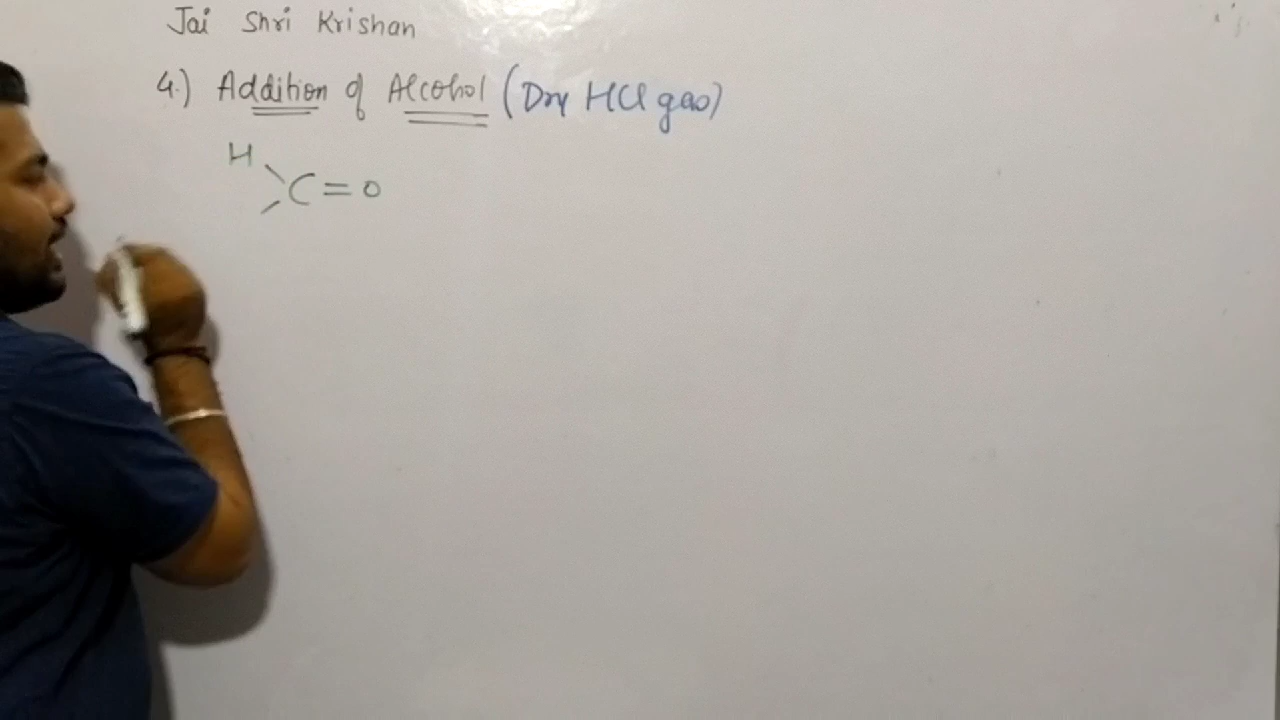 Jai Shri Krishan
4.) Addition of Alcohol (Dry HCl gas)
H
C=O